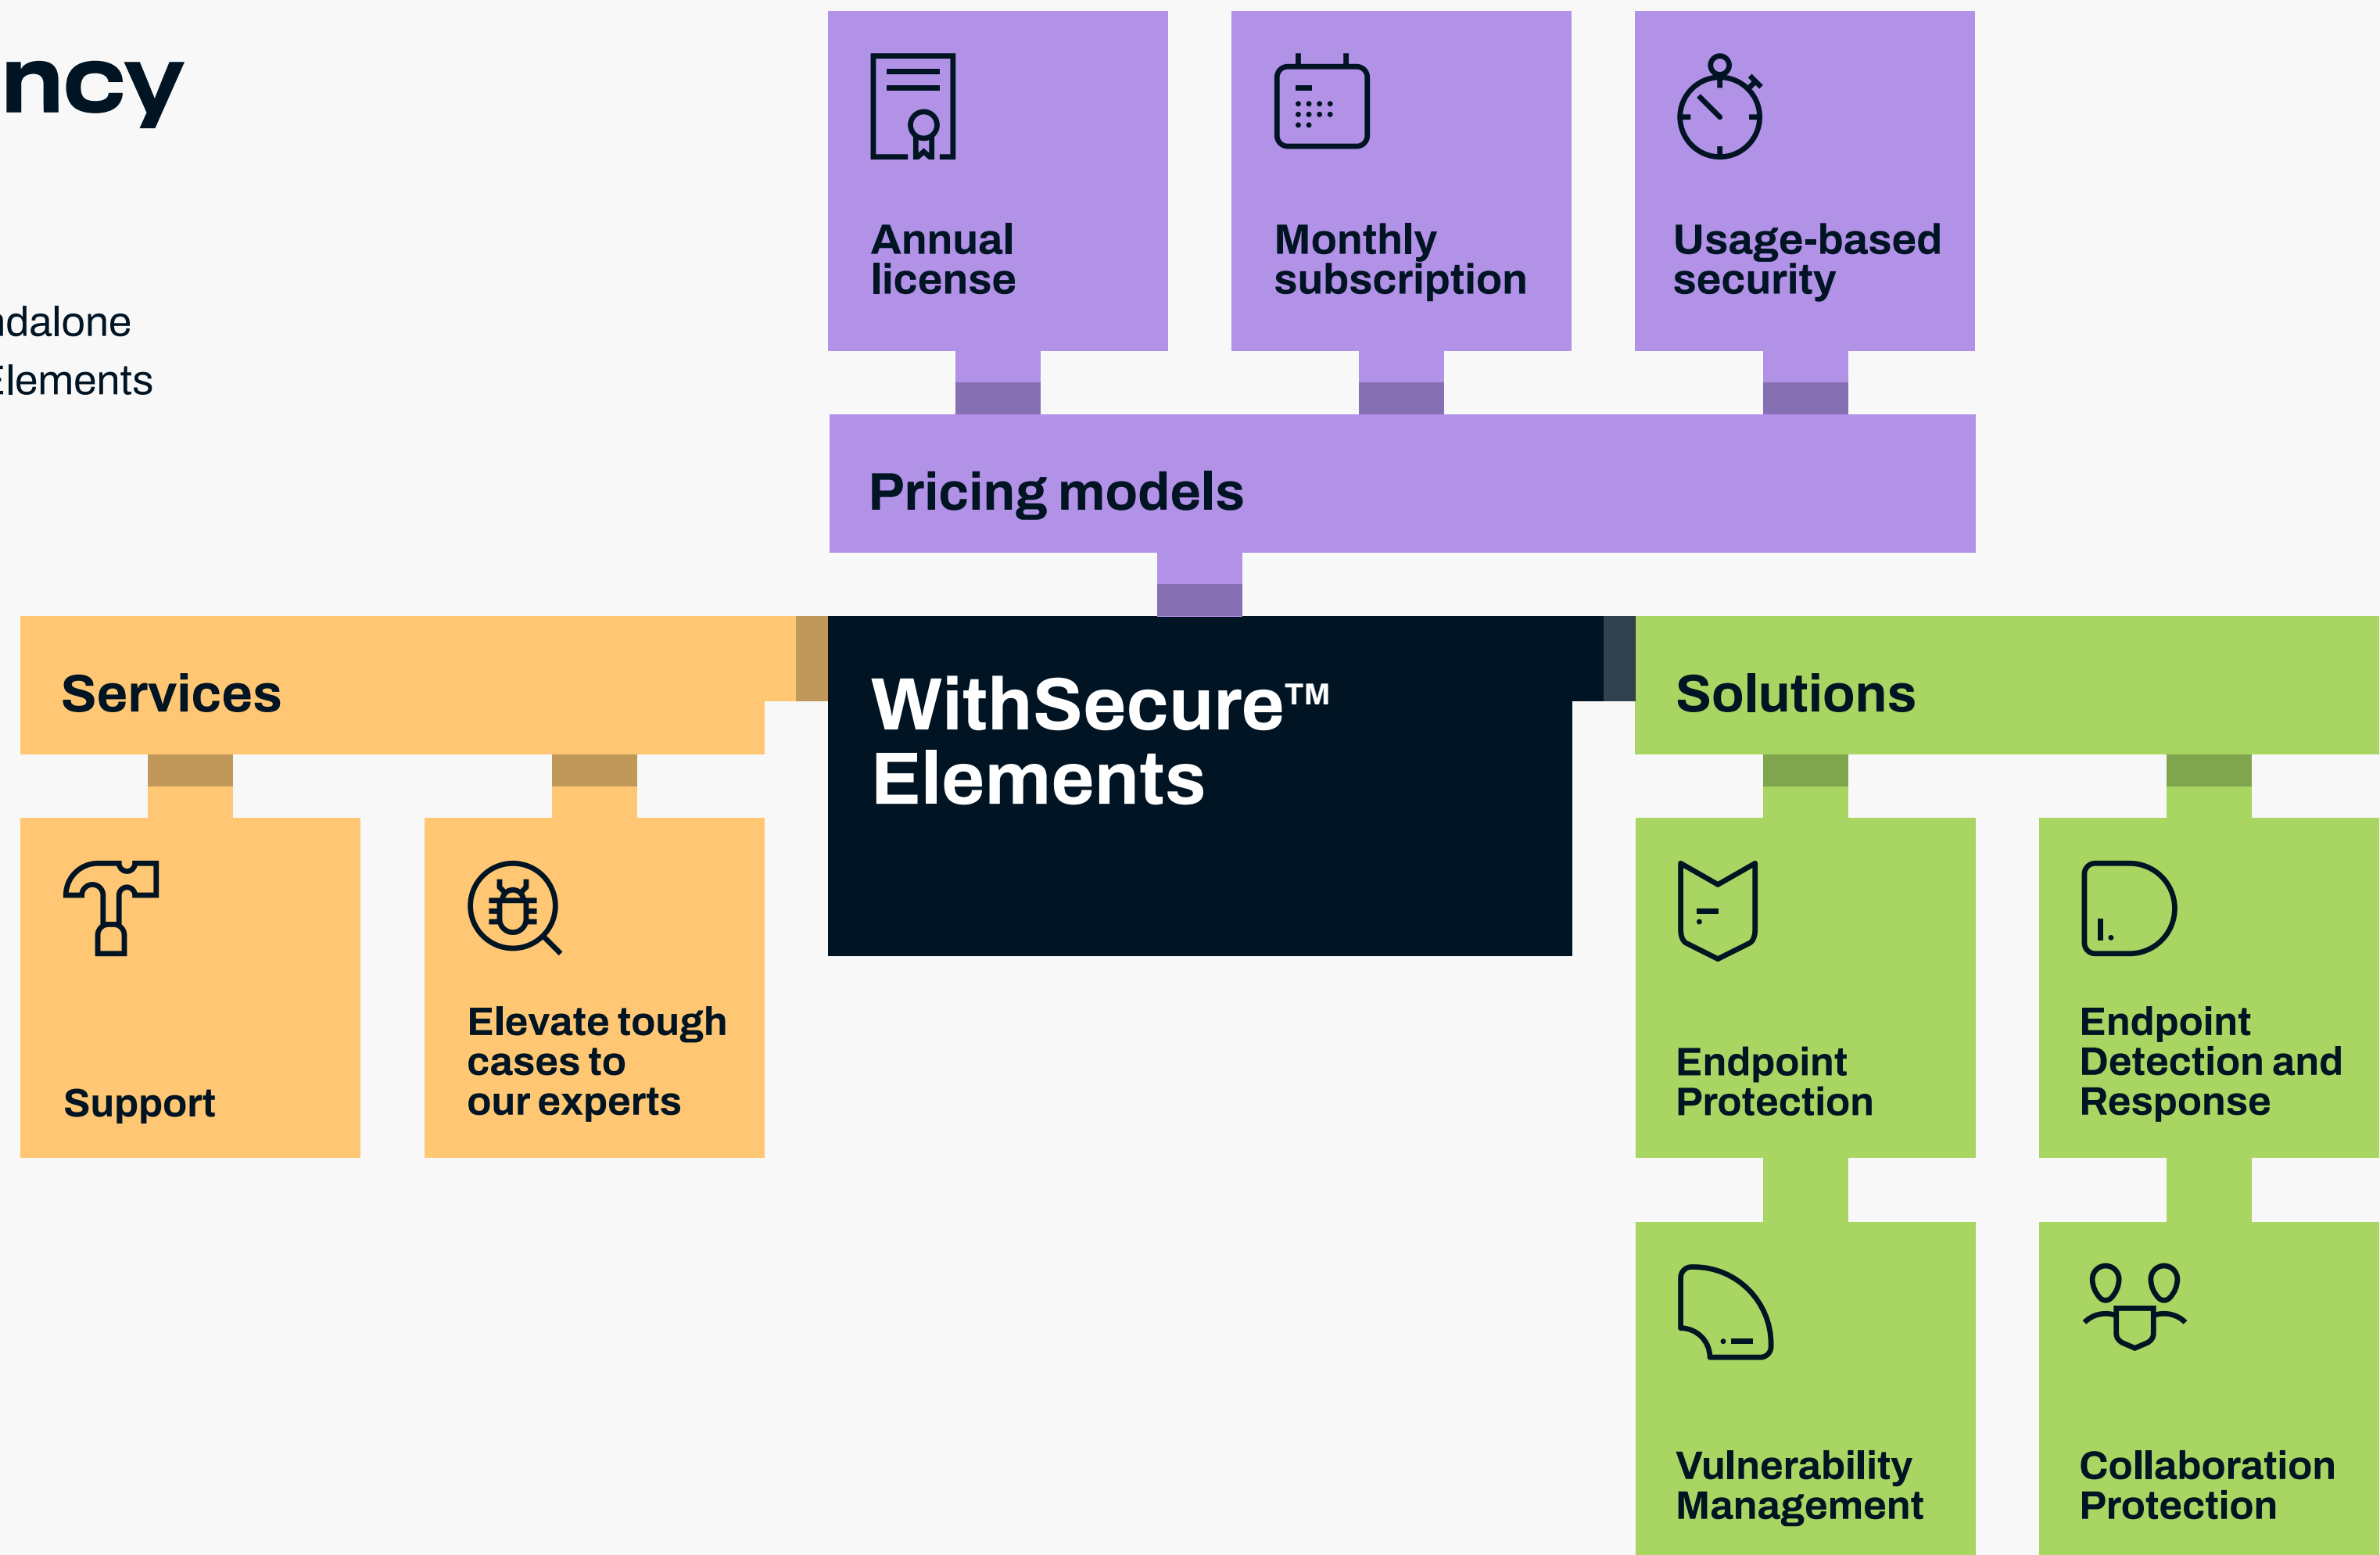 ncy
ndalone
Elements
Annual
license
Monthly
subscription
Usage-based
security
Pricing models
Services
WithSecure™
Elements
Solutions
Support
Elevate tough
cases to
our experts
Endpoint
Protection
Endpoint
Detection and
Response
Vulnerability
Management
Collaboration
Protection